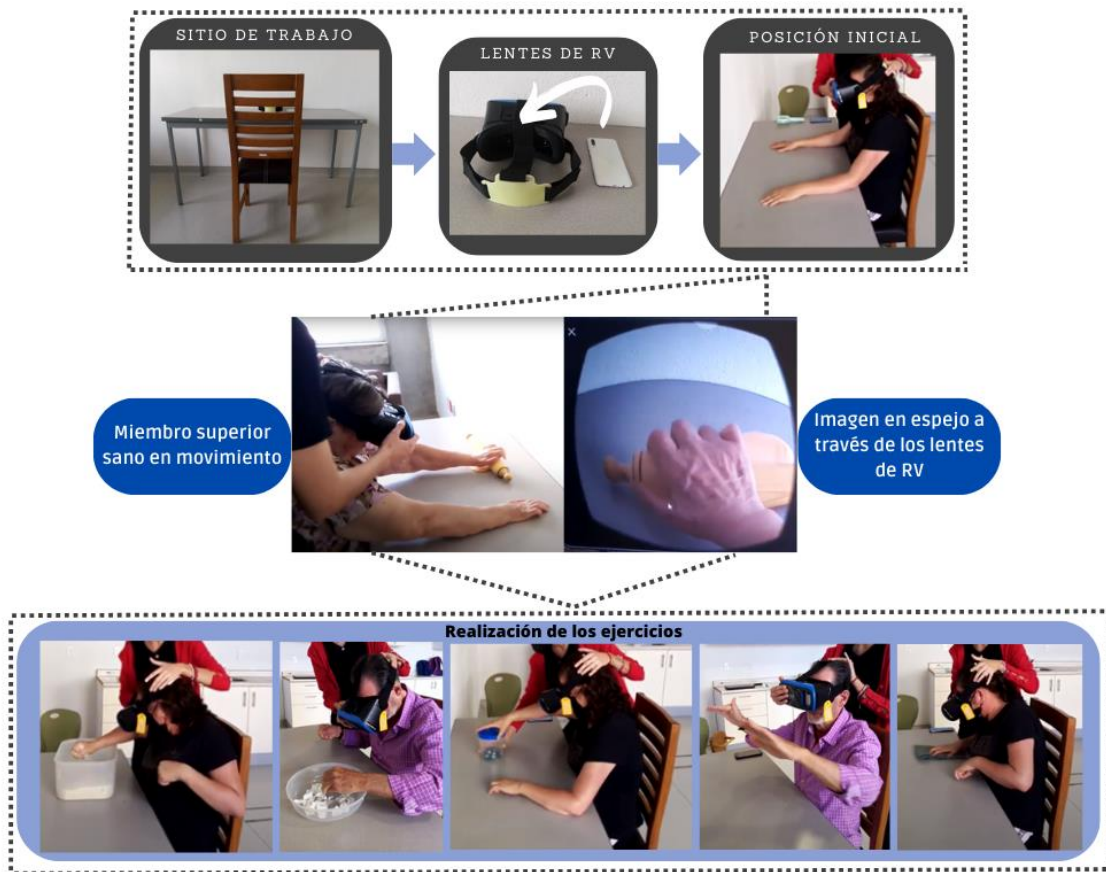 SITIO DE TRABAJO
LENTES DE RV
POSICIÓN INICIAL
Miembro superior
sano en movimiento
Imagen en espejo a
través de los lentes
de RV
Realización de los ejercicios